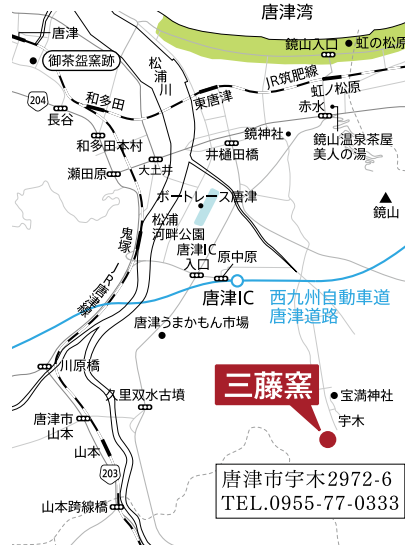 唐津湾
唐津
鏡山入口
虹の松原
御茶盌窯跡
松浦川
JR筑肥線
204
和多田
東唐津
虹ノ松原
長谷
赤水
和多田本村
鏡神社
鏡山温泉茶屋
美人の湯
大土井
井樋田橋
瀬田原
ボートレース唐津
鏡山
松浦
河畔公園
鬼塚
唐津IC
入口
原中原
JR唐津線
唐津IC
西九州自動車道
唐津道路
唐津うまかもん市場
川原橋
三藤窯
久里双水古墳
宝満神社
唐津市
山本
宇木
山本
203
唐津市宇木2972-6
TEL.0955-77-0333
山本跨線橋